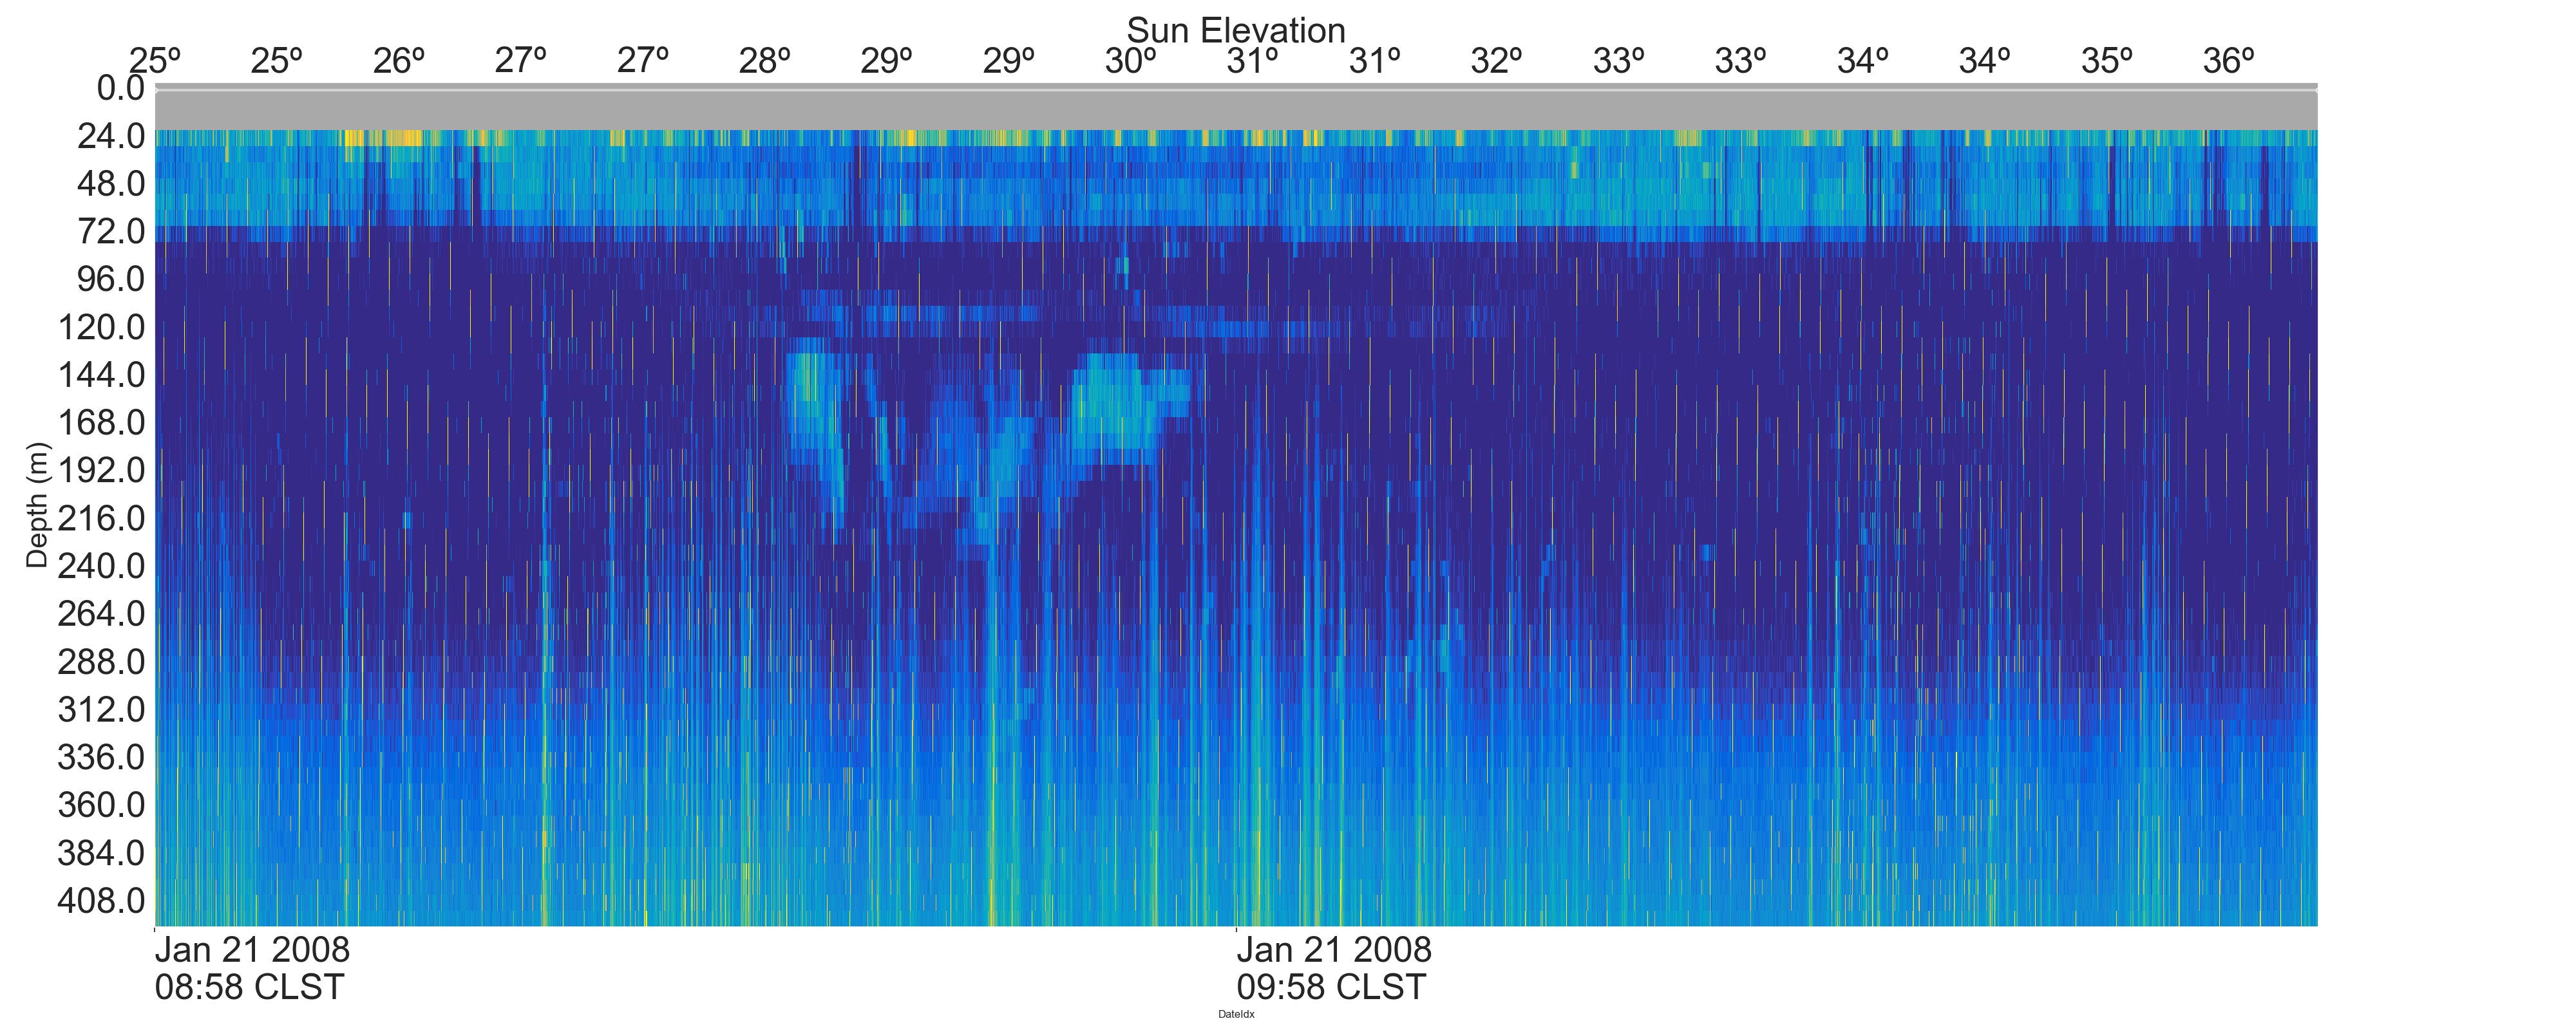 Sun Elevation
25º 25º 26º 27º 27º 28º 29º 29º 30º 31º 31º 32º 33º 33º 34º 34º 35º 36º
0.0
24.0
48.0
72.0
96.0
120.0
144.0
168.0
192.0
216.0
240.0
264.0
288.0
312.0
336.0
360.0
384.0
408.0
Depth (m)
Jan 21 2008
08:58 CLST
Jan 21 2008
09:58 CLST
DateIdx